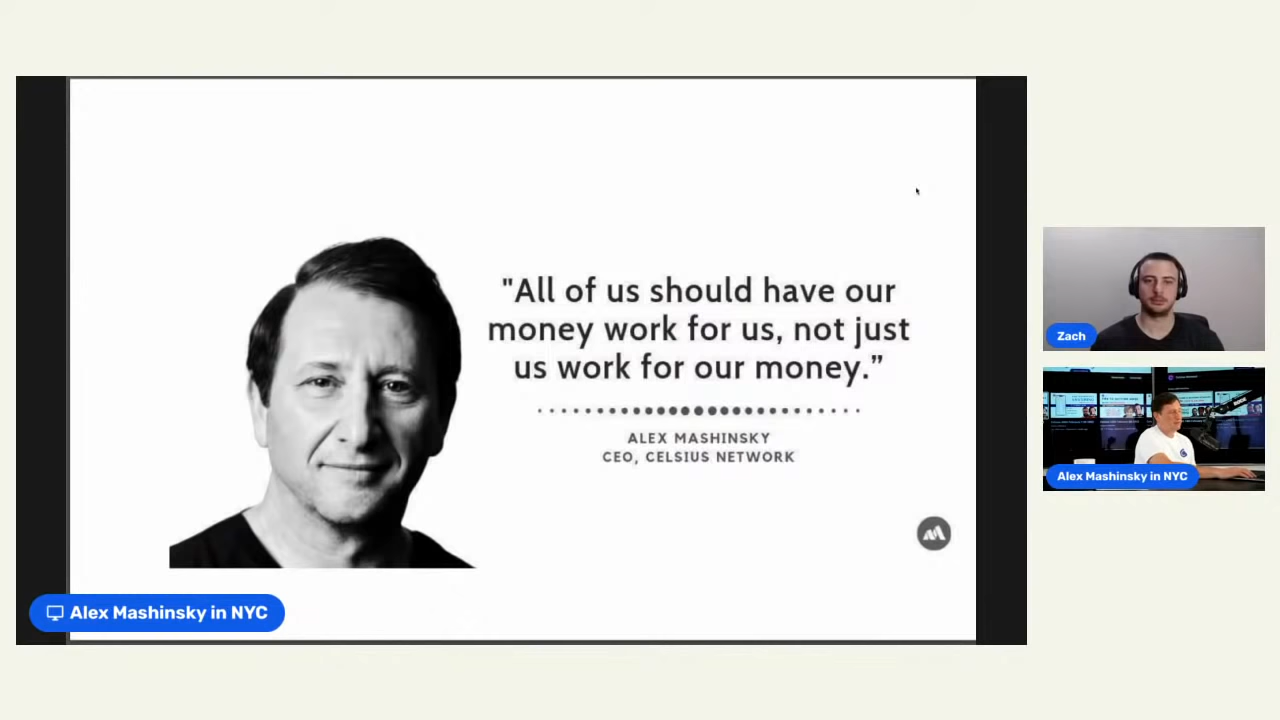 "All of us should have our
money work for us, not just
us work for our money.”
ALEX MASHINSKY
CEO, CELSIUS NETWORK
Alex Mashinsky in NYC
Zach
Alex Mashinsky in NYC